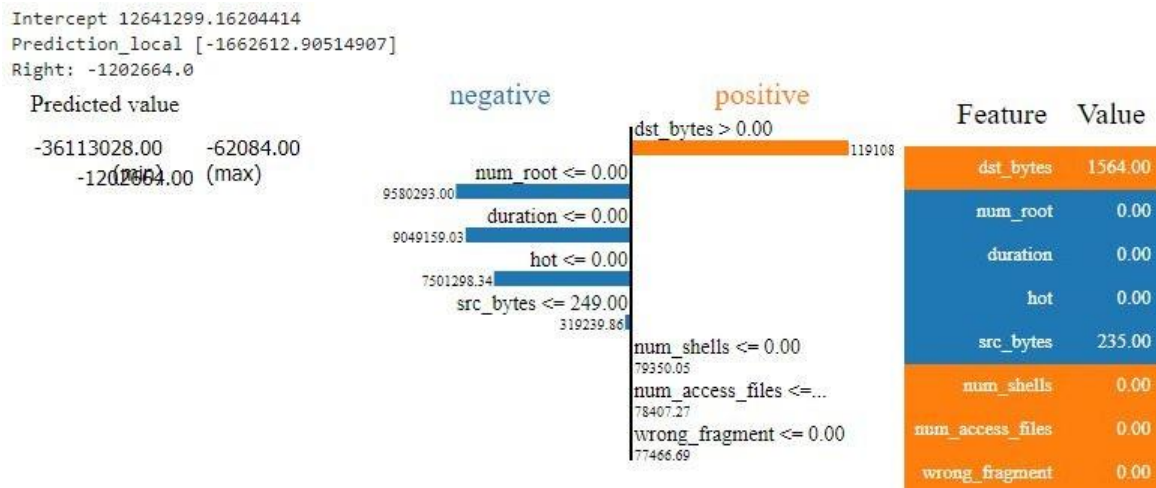 Intercept 12641299.16204414
Prediction_local [-1662612.90514907]
Right: -1202664.0
Predicted value
-36113028.00 -62084.00
(min) (max)
-1202664.00
negative positive
dst_bytes > 0.00
119108
num_root <= 0.00
9580293.00
duration <= 0.00
9049159.03
hot <= 0.00
7501298.34
src_bytes <= 249.00
319239.86
num_shells <= 0.00
79350.05
num_access_files <=...
78407.27
wrong_fragment <= 0.00
77466.69
Feature Value
dst_bytes 1564.00
num_root 0.00
duration 0.00
hot 0.00
src_bytes 235.00
num_shells 0.00
num_access_files 0.00
wrong_fragment 0.00